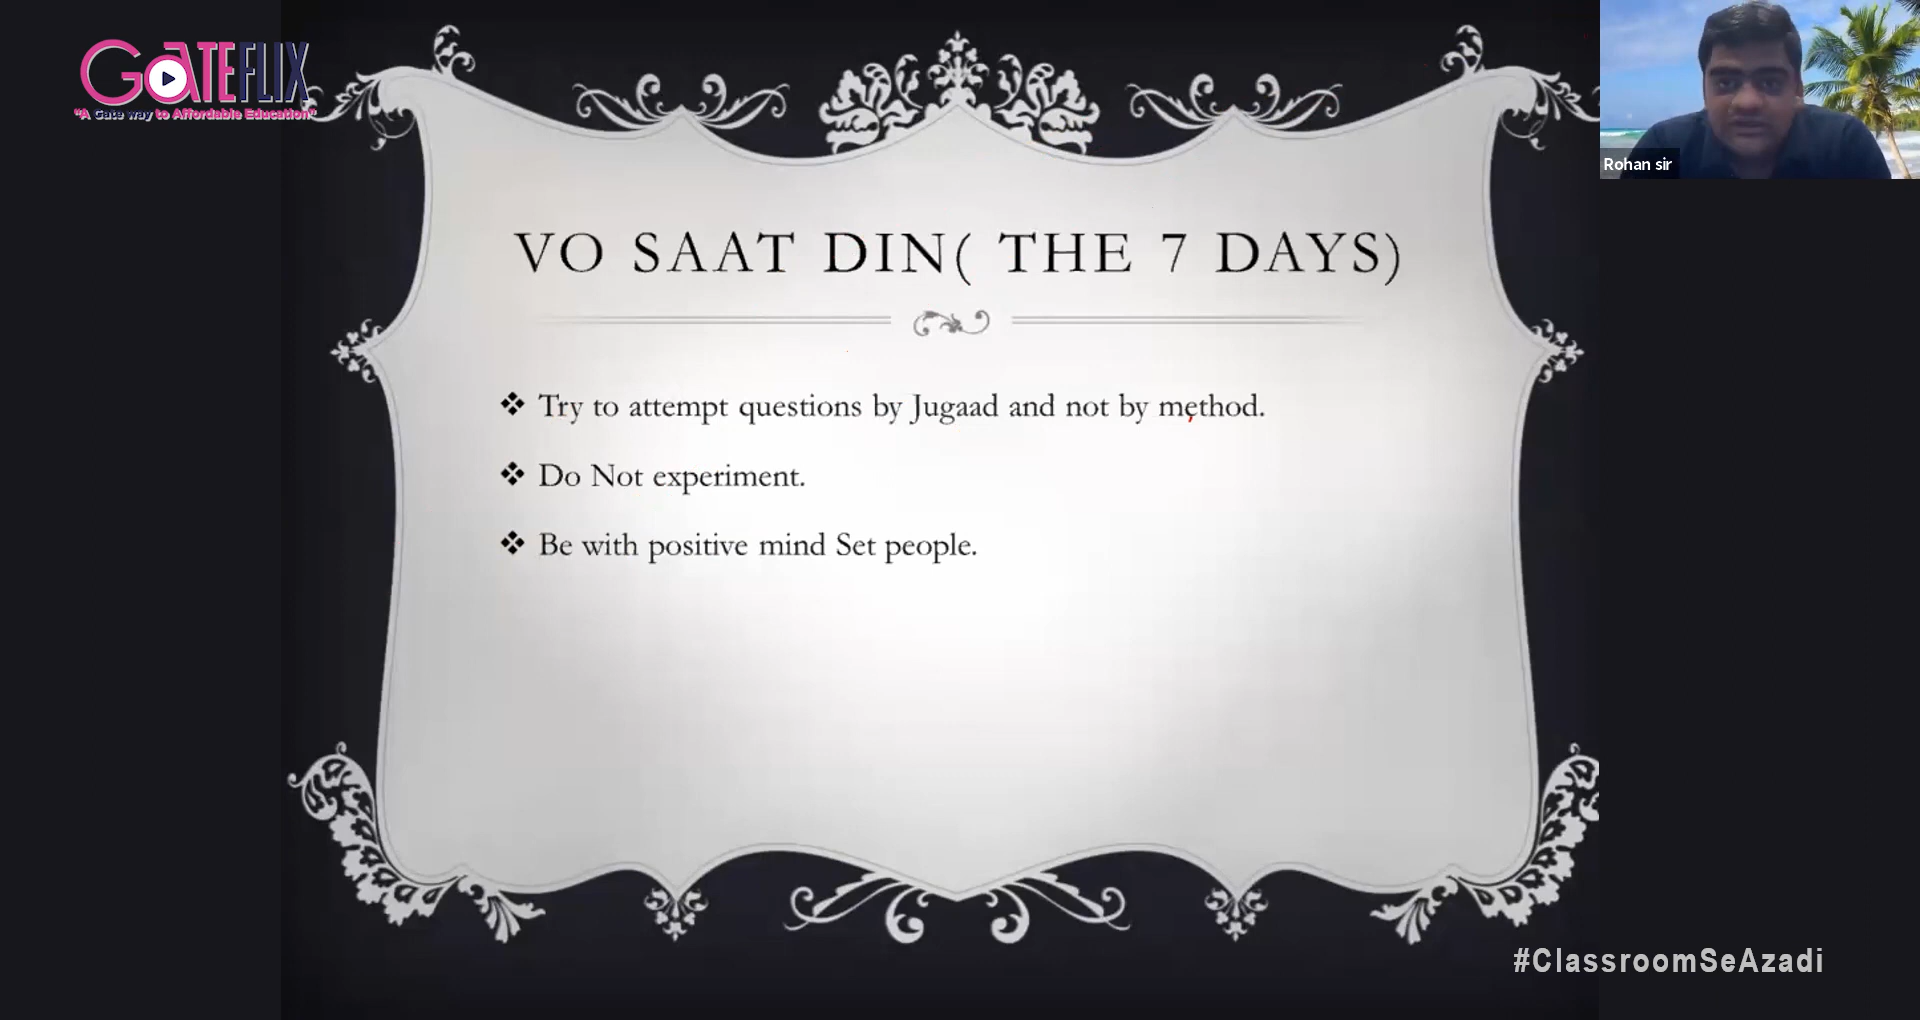 GATEFLIX
"A Gate way to Affordable Education"
Rohan sir
VO SAAT DIN( THE 7 DAYS)
❖ Try to attempt questions by Jugaad and not by method.
❖ Do Not experiment.
❖ Be with positive mind Set people.
#ClassroomSeAzadi